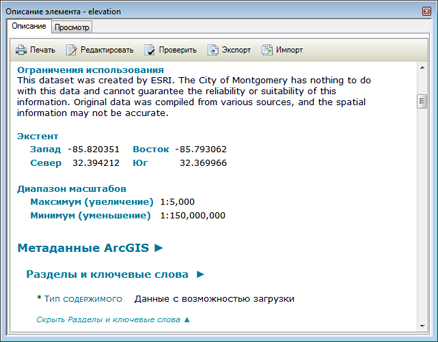 Описание элемента - elevation
Описание Просмотр
Печать Редактировать Проверить Экспорт Импорт
Ограничения использования
This dataset was created by ESRI. The City of Montgomery has nothing to do
with this data and cannot guarantee the reliability or suitability of this
information. Original data was compiled from various sources, and the spatial
information may not be accurate.
Экстент
Запад -85.820351 Восток -85.793062
Север 32.394212 Юг 32.369966
Диапазон масштабов
Максимум (увеличение) 1:5,000
Минимум (уменьшение) 1:150,000,000
Метаданные ArcGIS ►
Разделы и ключевые слова ►
* Тип содержимого Данные с возможностью загрузки
Скрыть Разделы и ключевые слова ▲